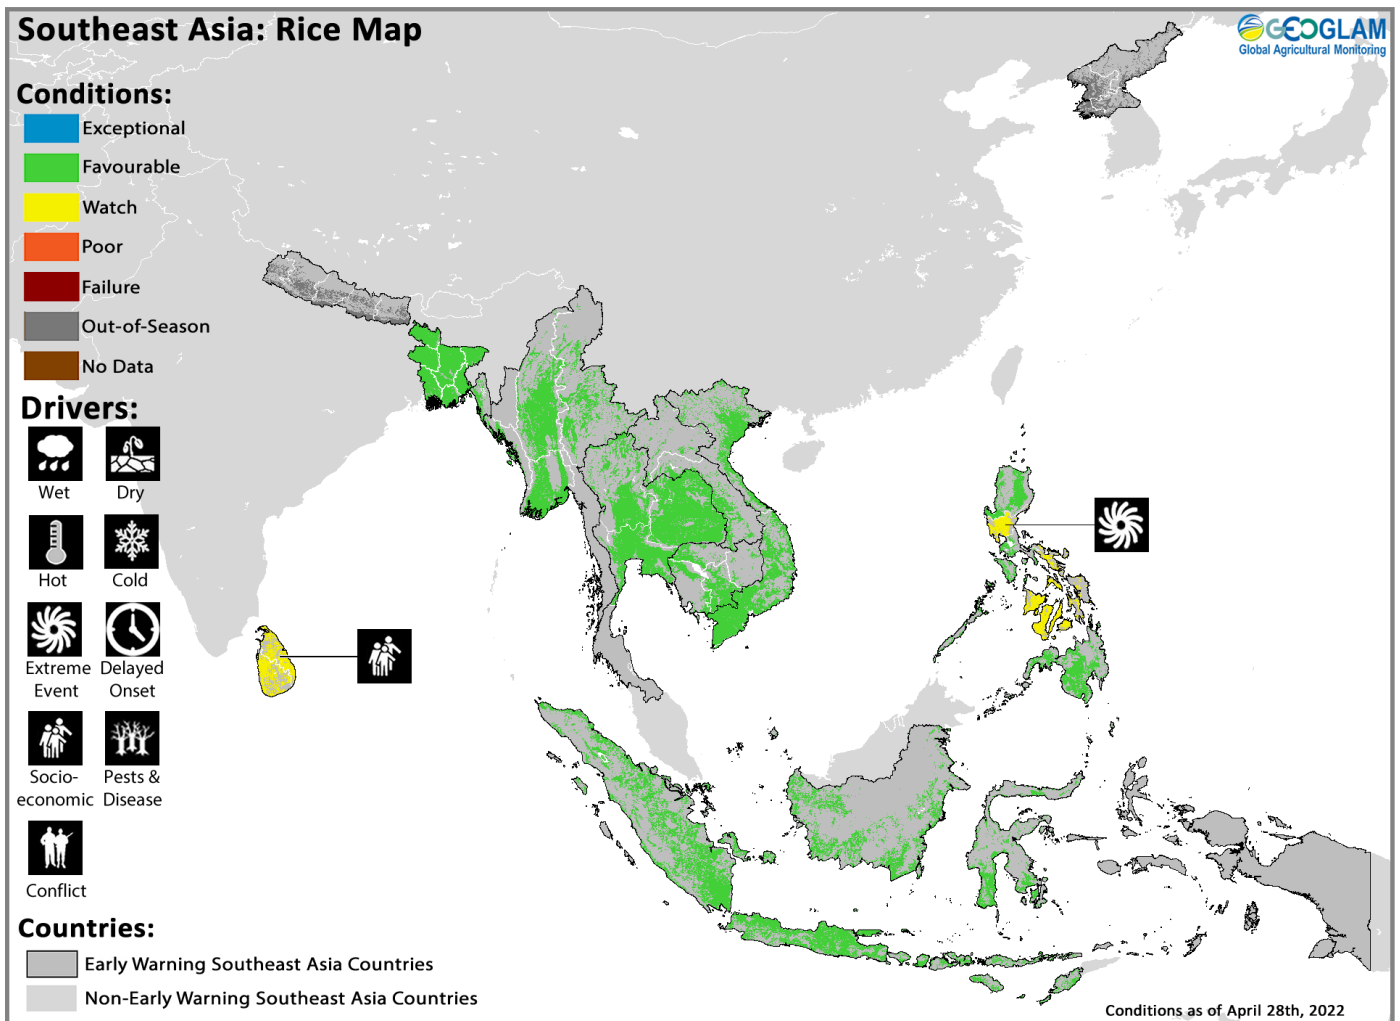 Southeast Asia: Rice Map
GEOGLAM
Global Agricultural Monitoring
Conditions:
Exceptional
Favourable
Watch
Poor
Failure
Out-of-Season
No Data
Drivers:
Wet
Dry
Hot
Cold
Extreme
Event
Delayed
Onset
Socio-
economic
Pests &
Disease
Conflict
Countries:
Early Warning Southeast Asia Countries
Non-Early Warning Southeast Asia Countries
Conditions as of April 28th, 2022